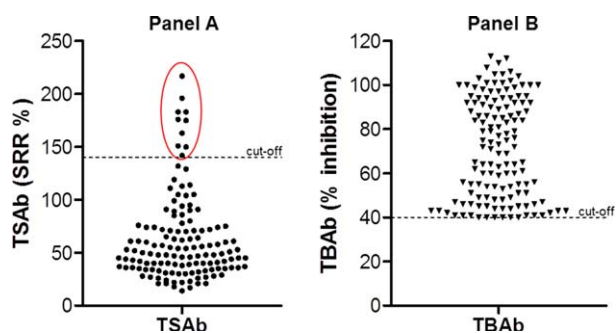 Panel A
TSAb (SRR %)
250
200
150
100
50
0
cut-off
TSAb
Panel B
TBAb (% inhibition)
120
100
80
60
40
20
0
cut-off
TBAb